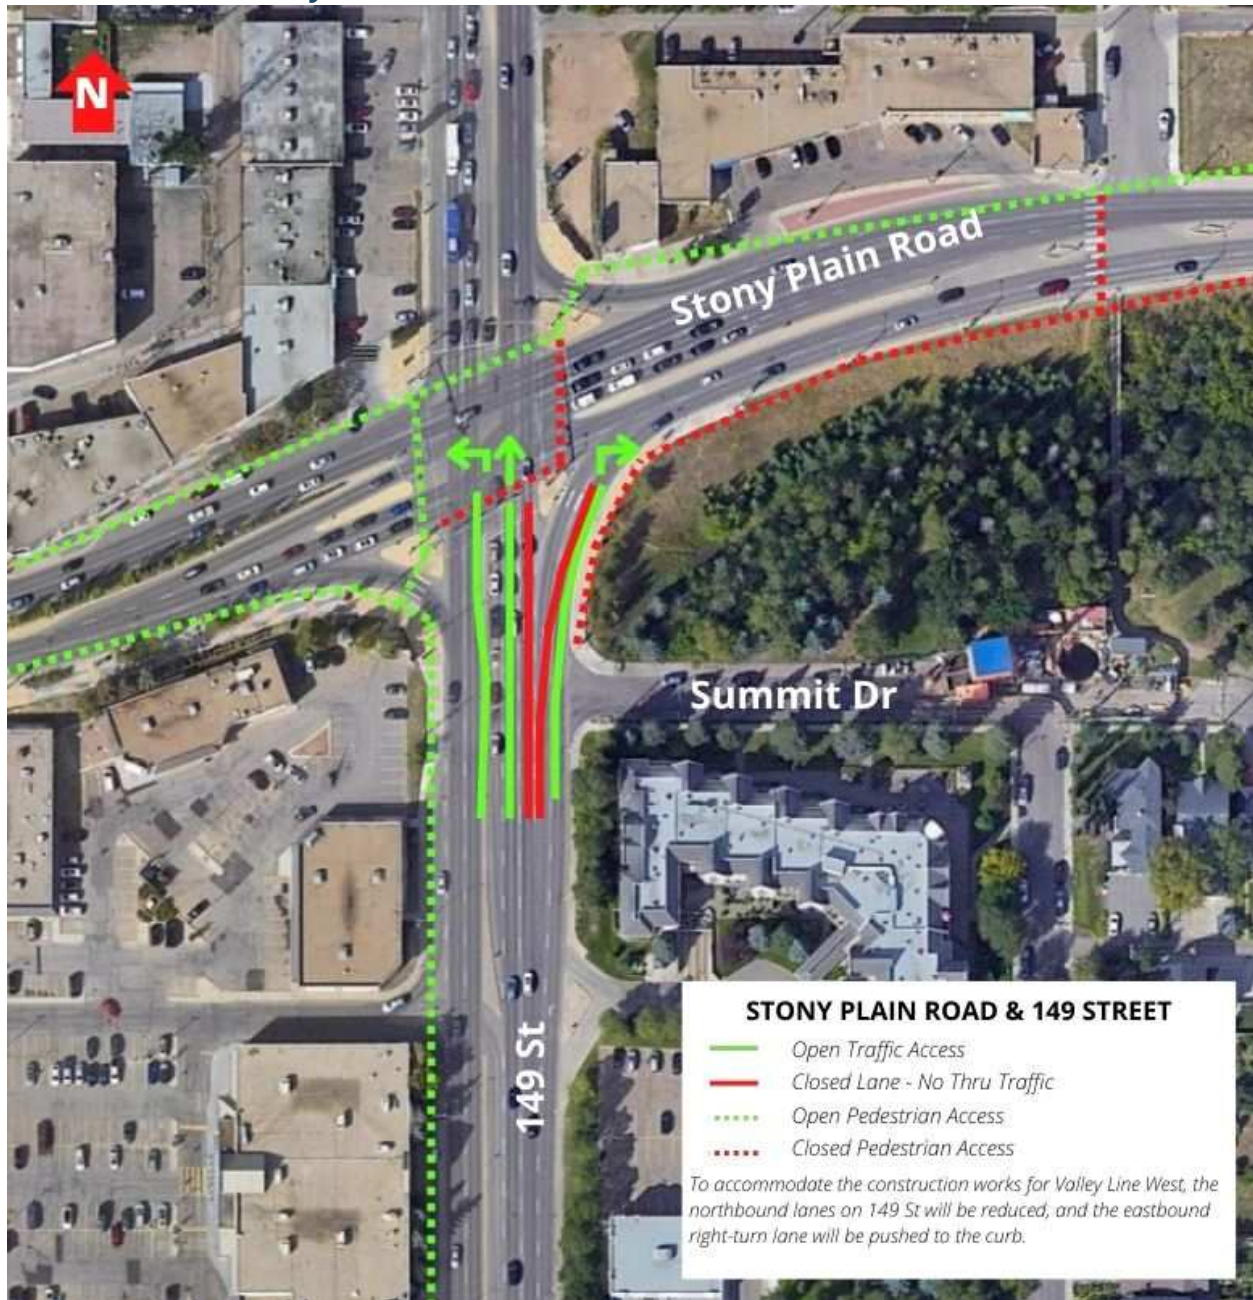 N
Stony Plain Road
Summit Dr
149 St
STONY PLAIN ROAD & 149 STREET
Open Traffic Access
Closed Lane - No Thru Traffic
Open Pedestrian Access
Closed Pedestrian Access
To accommodate the construction works for Valley Line West, the
northbound lanes on 149 St will be reduced, and the eastbound
right-turn lane will be pushed to the curb.